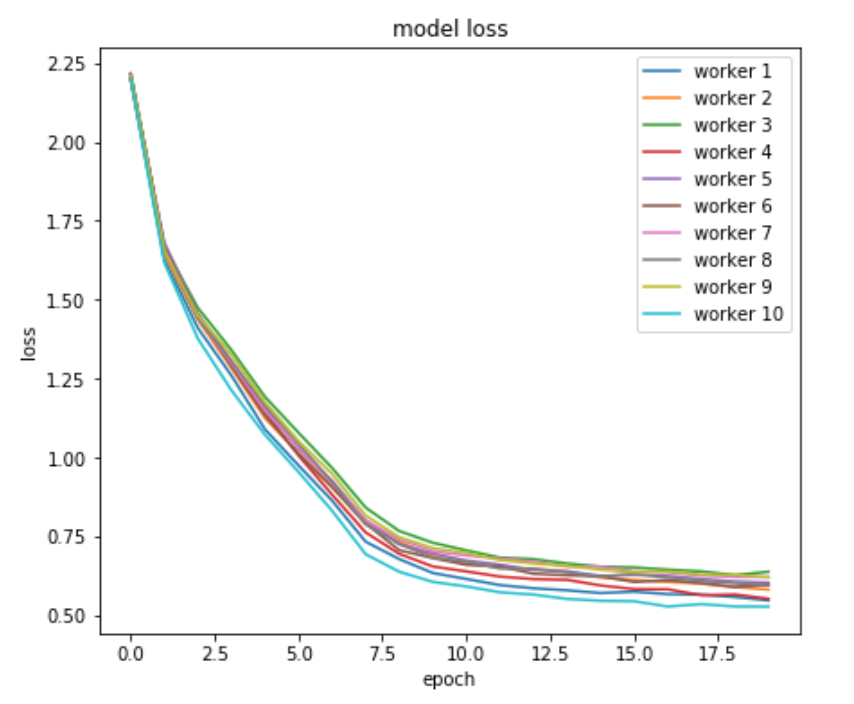 model loss
2.25
2.00
1.75
1.50
1.25
1.00
0.75
0.50
loss
worker 1
worker 2
worker 3
worker 4
worker 5
worker 6
worker 7
worker 8
worker 9
worker 10
0.0 2.5 5.0 7.5 10.0 12.5 15.0 17.5
epoch